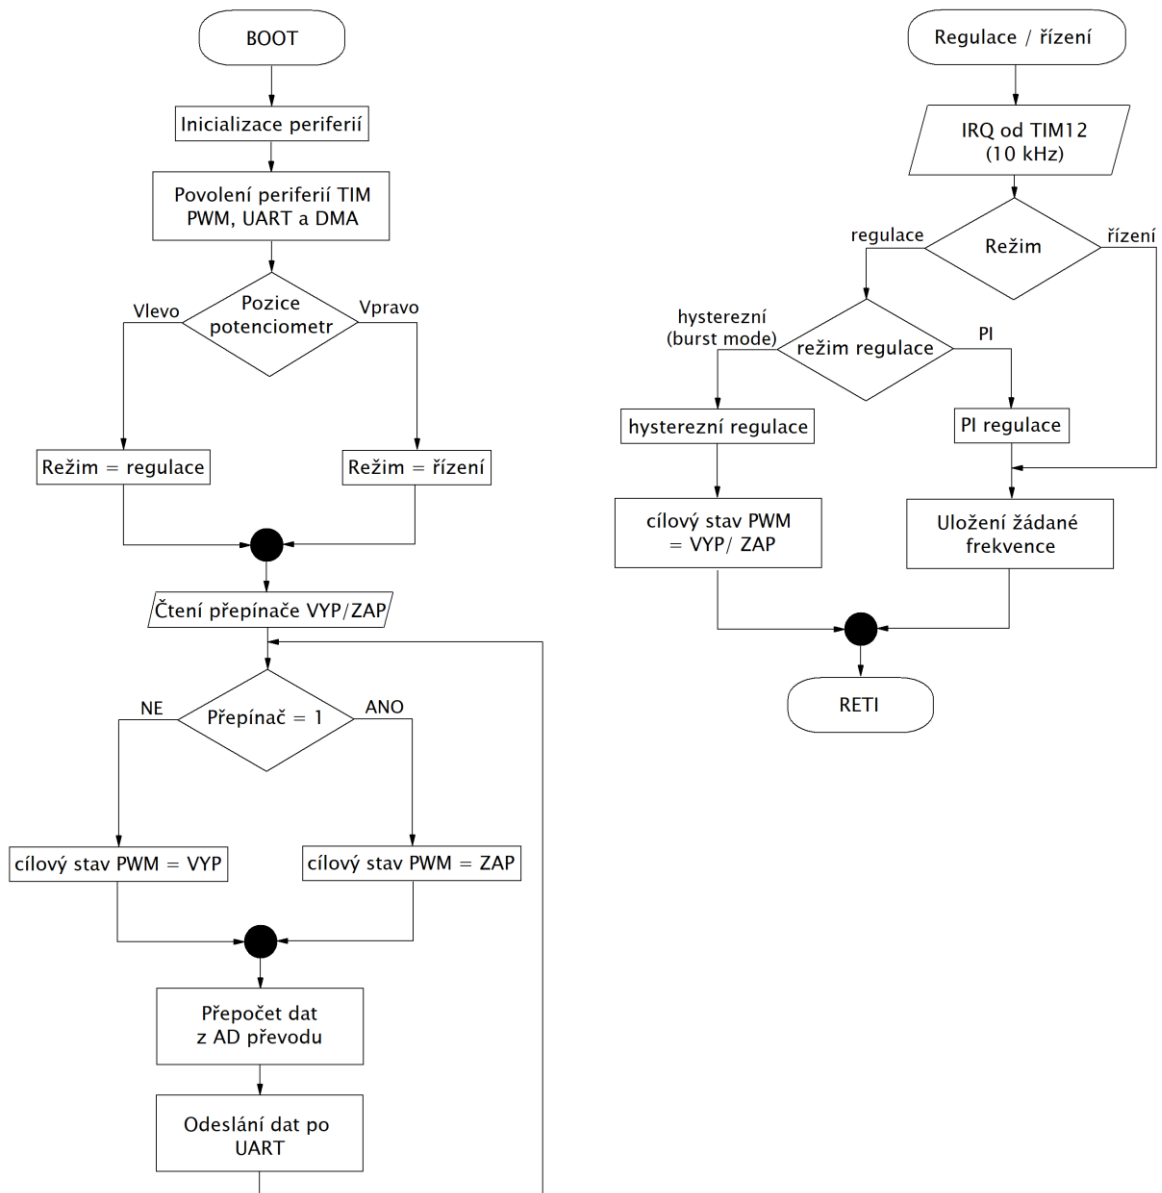 BOOT
Inicializace periferií
Povolení periferií TIM
PWM, UART a DMA
Pozice
potenciometr
Vlevo
Vpravo
Režim = regulace
Režim = řízení
Čtení přepínače VYP/ZAP
Přepínač = 1
NE
ANO
cílový stav PWM = VYP
cílový stav PWM = ZAP
Přepočet dat
z AD převodu
Odeslání dat po
UART
Regulace / řízení
IRQ od TIM12
(10 kHz)
Režim
regulace
řízení
režim regulace
hysterezní
(burst mode)
PI
hysterezní regulace
PI regulace
cílový stav PWM
= VYP/ ZAP
Uložení žádané
frekvence
RETI